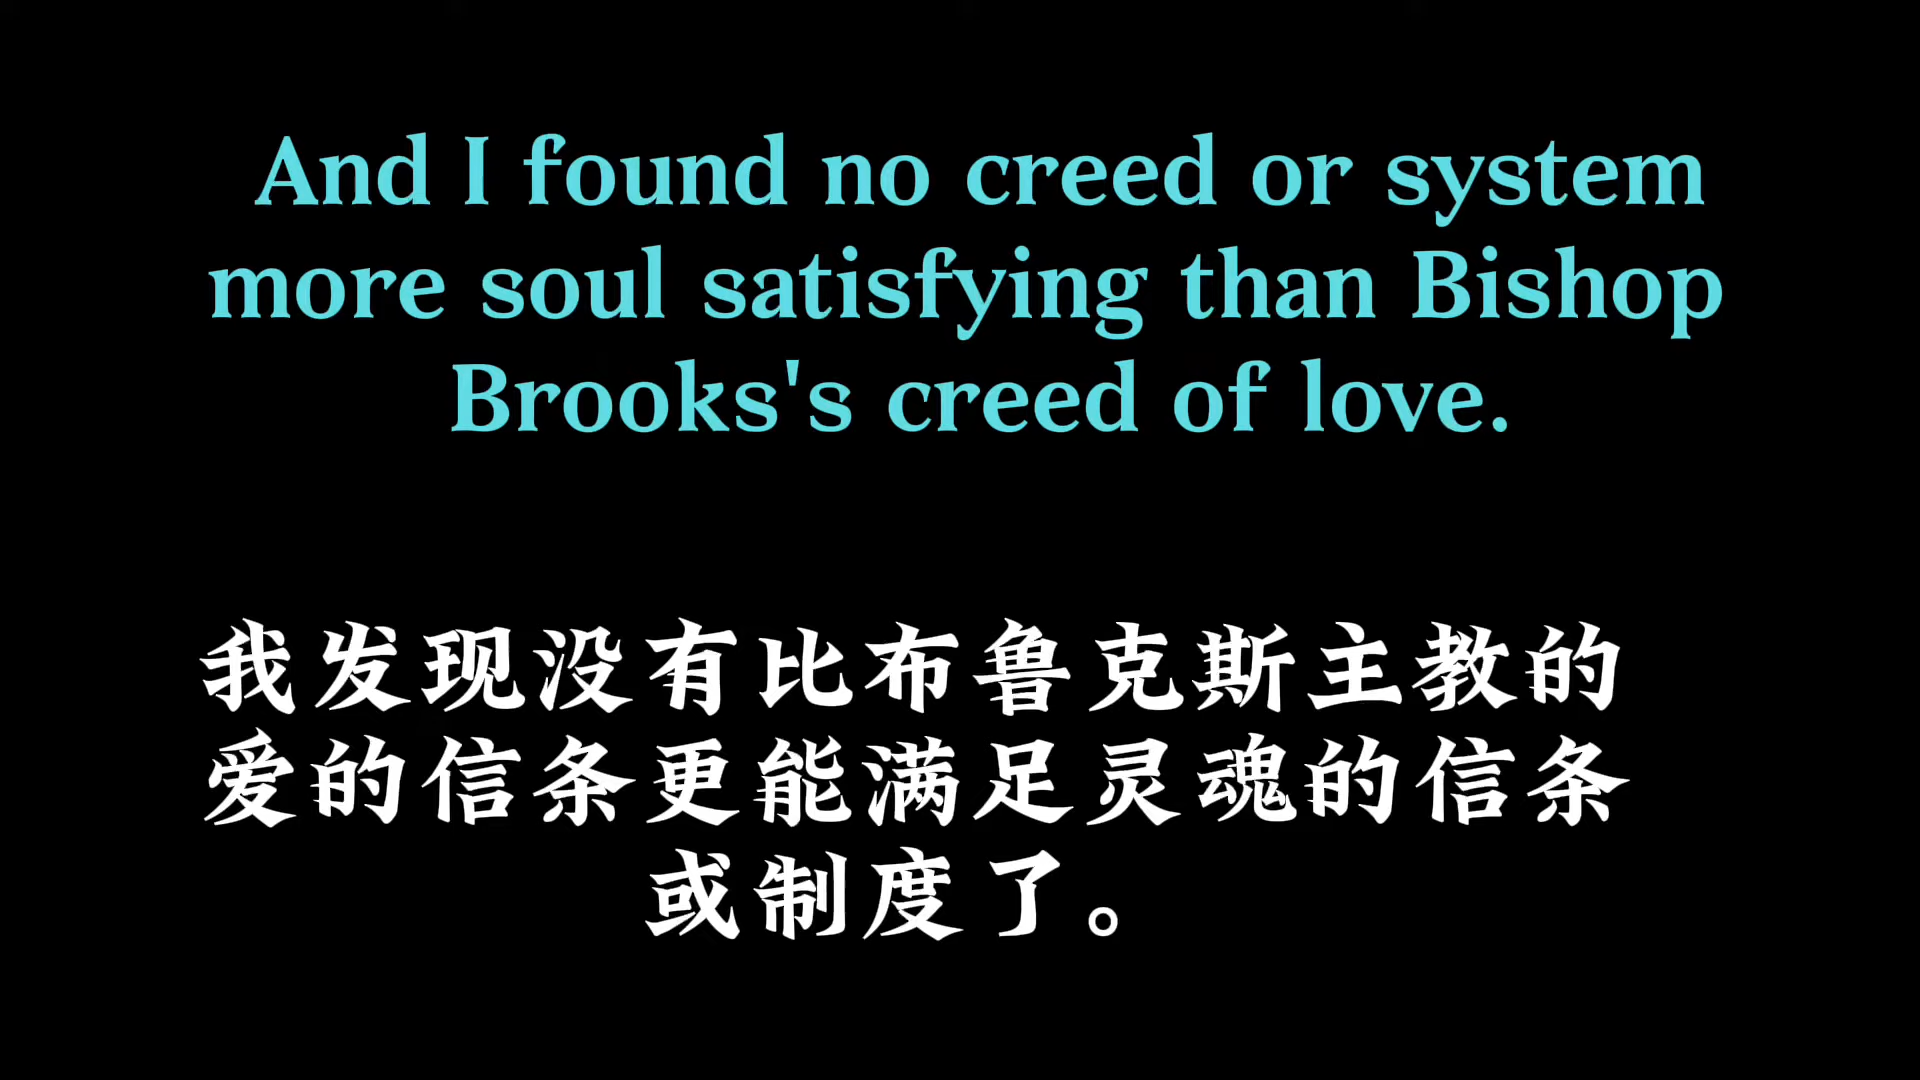 And I found no creed or system
more soul satisfying than Bishop
Brooks's creed of love.
我发现没有比布鲁克斯主教的
爱的信条更能满足灵魂的信条
或制度了。